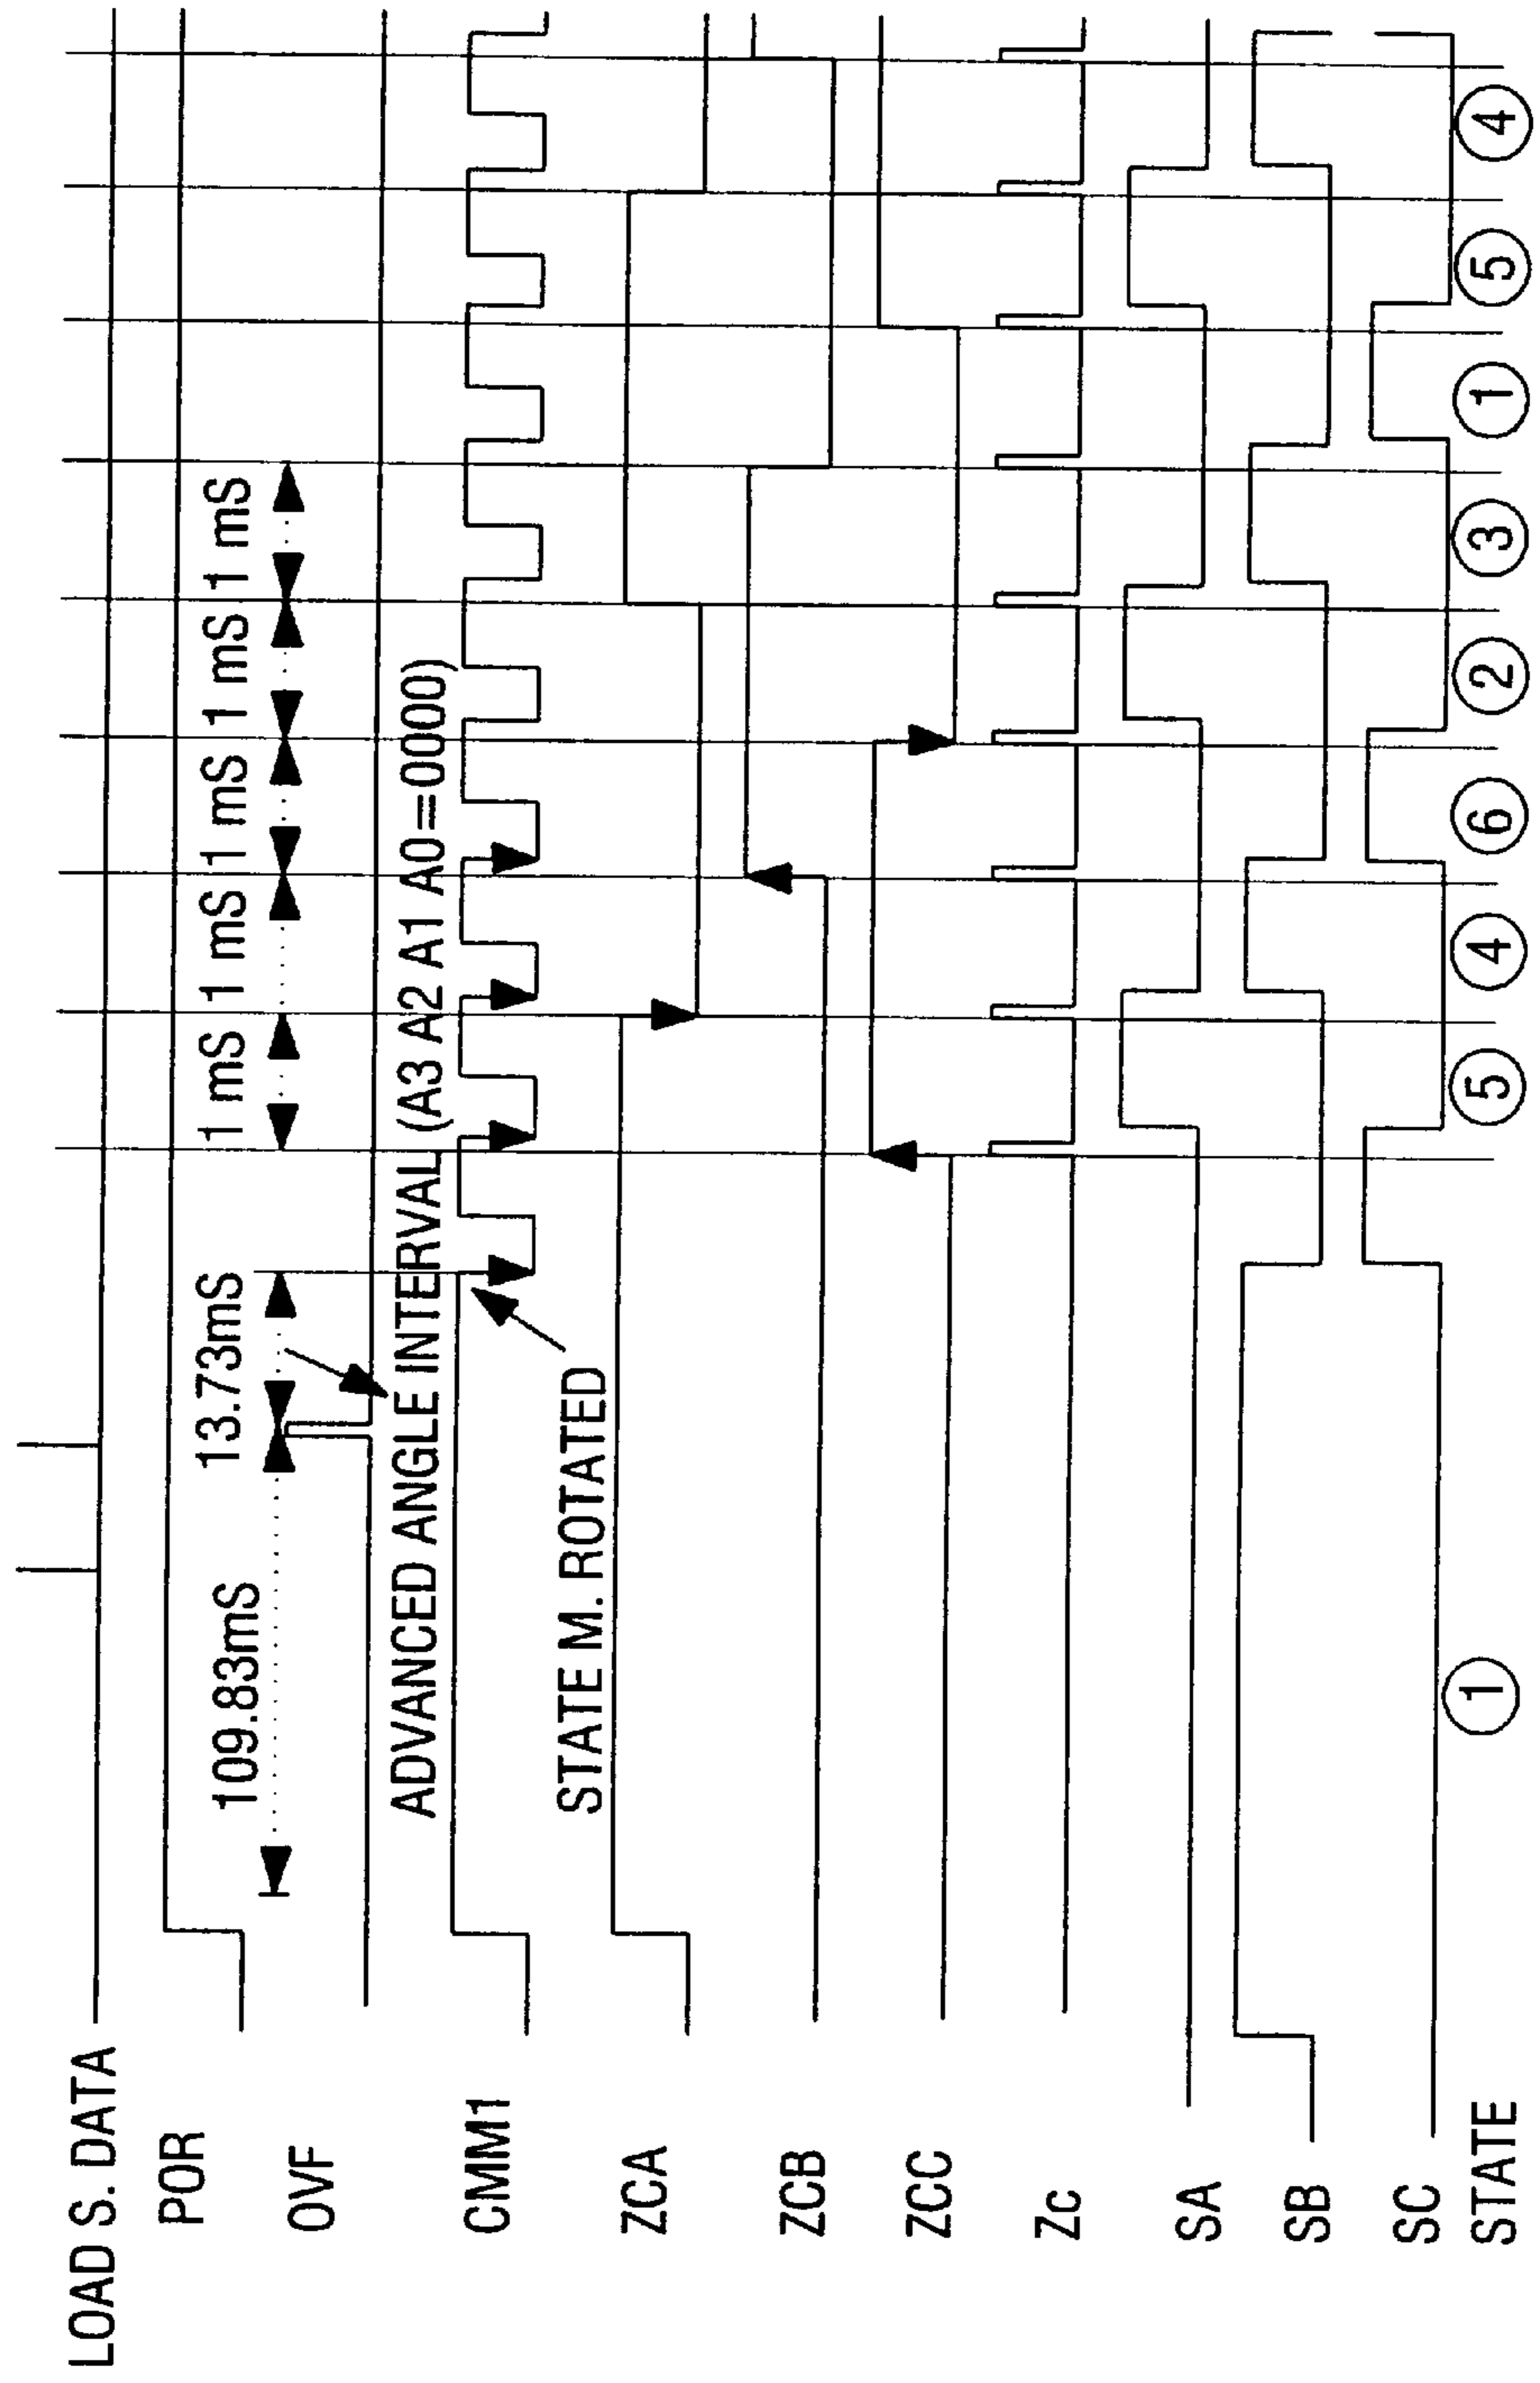 LOAD S. DATA
POR
OVF
109.83mS
13.73mS
1 mS
1 mS
1 mS
1 mS
1 mS
ADVANCED ANGLE INTERVAL (A3 A2 A1 A0=0000)
CMM1
STATE M. ROTATED
ZCA
ZCB
ZCC
Zc
SA
SB
SC
STATE
1
5
4
6
2
3
1
5
4